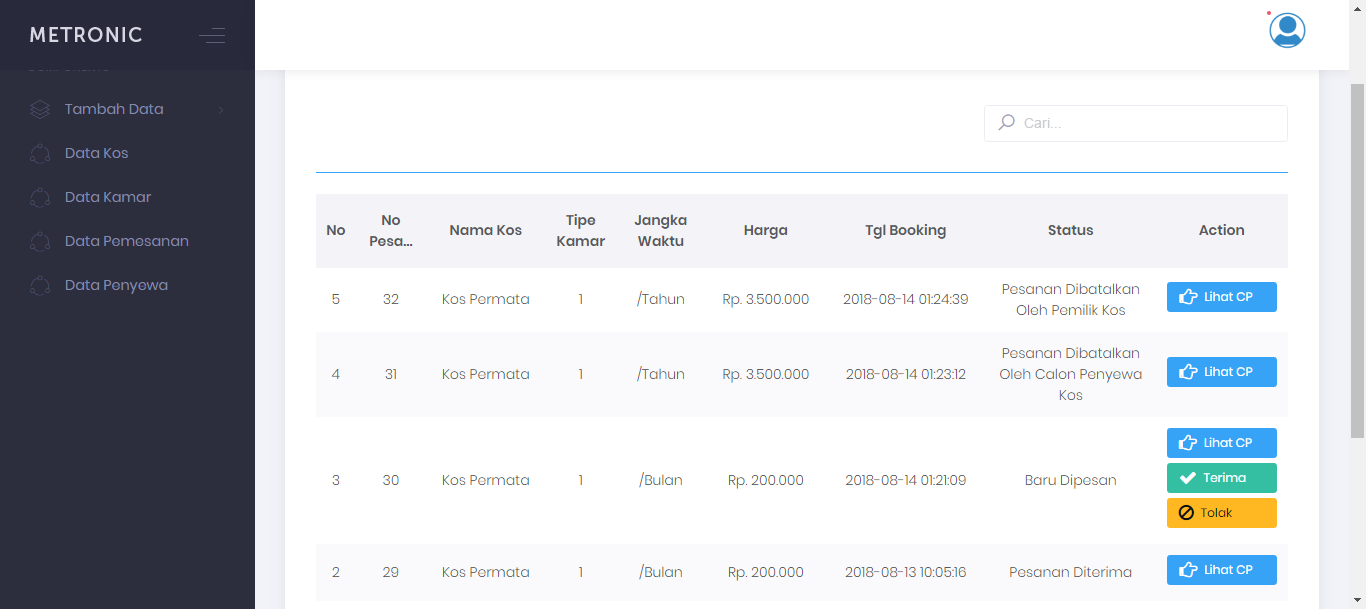 METRONIC
Tambah Data
Data Kos
Data Kamar
Data Pemesanan
Data Penyewa
Cari...
No
No
Pesa...
Nama Kos
Tipe
Kamar
Jangka
Waktu
Harga
Tgl Booking
Status
Action
5 32 Kos Permata 1 /Tahun Rp. 3.500.000 2018-08-14 01:24:39
Pesanan Dibatalkan
Oleh Pemilik Kos
Lihat CP
4 31 Kos Permata 1 /Tahun Rp. 3.500.000 2018-08-14 01:23:12
Pesanan Dibatalkan
Oleh Calon Penyewa
Kos
Lihat CP
3 30 Kos Permata 1 /Bulan Rp. 200.000 2018-08-14 01:21:09 Baru Dipesan
Lihat CP
Terima
Tolak
2 29 Kos Permata 1 /Bulan Rp. 200.000 2018-08-13 10:05:16 Pesanan Diterima
Lihat CP